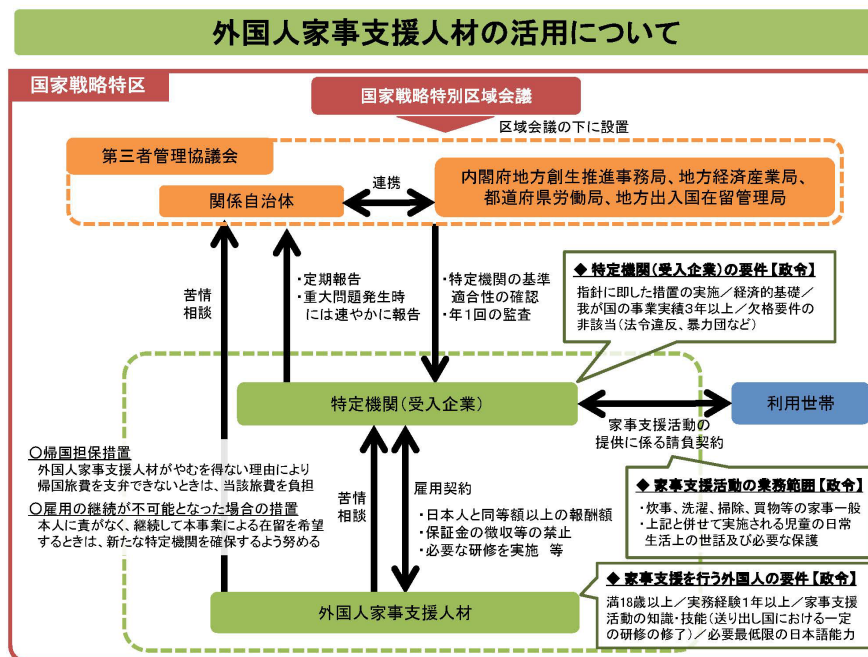 外国人家事支援人材の活用について
国家戦略特区
国家戦略特別区域会議
区域会議の下に設置
第三者管理協議会
関係自治体
連携
内閣府地方創生推進事務局、地方経済産業局、
都道府県労働局、地方出入国在留管理局
苦情
相談
・定期報告
・重大問題発生時
には速やかに報告
・特定機関の基準
適合性の確認
・年1回の監査
◆ 特定機関(受入企業)の要件【政令】
指針に即した措置の実施/経済的基礎/
我が国の事業実績3年以上/欠格要件の
非該当(法令違反、暴力団など)
特定機関(受入企業)
利用世帯
家事支援活動の
提供に係る請負契約
〇帰国担保措置
外国人家事支援人材がやむを得ない理由により
帰国旅費を支弁できないときは、当該旅費を負担
〇雇用の継続が不可能となった場合の措置
本人に責がなく、継続して本事業による在留を希望
するときは、新たな特定機関を確保するよう努める
苦情
相談
雇用契約
・日本人と同等額以上の報酬額
・保証金の徴収等の禁止
・必要な研修を実施 等
◆ 家事支援活動の業務範囲【政令】
・炊事、洗濯、掃除、買物等の家事一般
・上記と併せて実施される児童の日常
生活上の世話及び必要な保護
◆ 家事支援を行う外国人の要件【政令】
満18歳以上/実務経験1年以上/家事支援
活動の知識・技能(送り出し国における一定
の研修の修了)/必要最低限の日本語能力
外国人家事支援人材